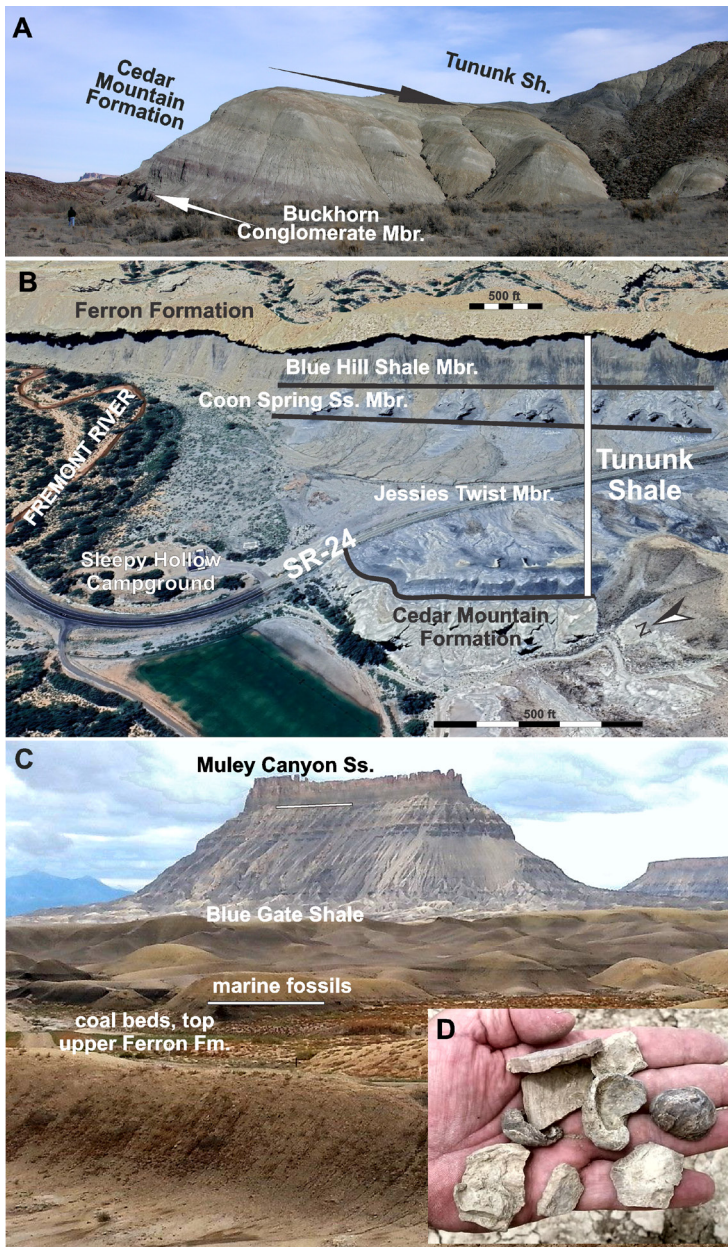 A
Cedar
Mountain
Formation
Tununk Sh.
Buckhorn
Conglomerate Mbr.
B
Ferron Formation
500 ft
Blue Hill Shale Mbr.
Coon Spring Ss. Mbr.
FREMONT RIVER
Tununk
Shale
Jessies Twist Mbr.
SR-24
Sleepy Hollow
Campground
Cedar Mountain
Formation
N
500 ft
C
Muley Canyon Ss.
Blue Gate Shale
marine fossils
coal beds, top
upper Ferron Fm.
D